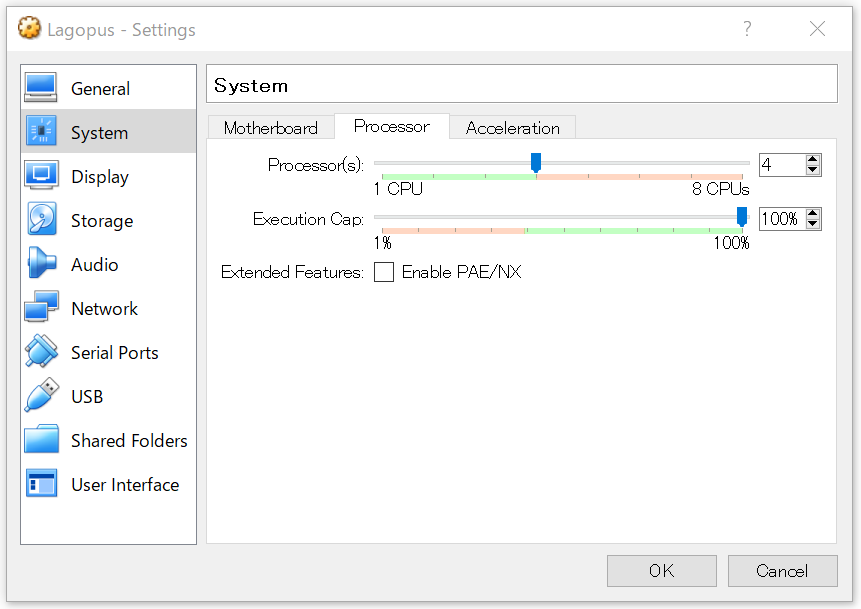 Lagopus - Settings
?
General
System
Display
Storage
Audio
Network
Serial Ports
USB
Shared Folders
User Interface
System
Motherboard Processor Acceleration
Processor(s): 4
1 CPU 8 CPUs
Execution Cap: 100%
1% 100%
Extended Features: Enable PAE/NX
OK Cancel